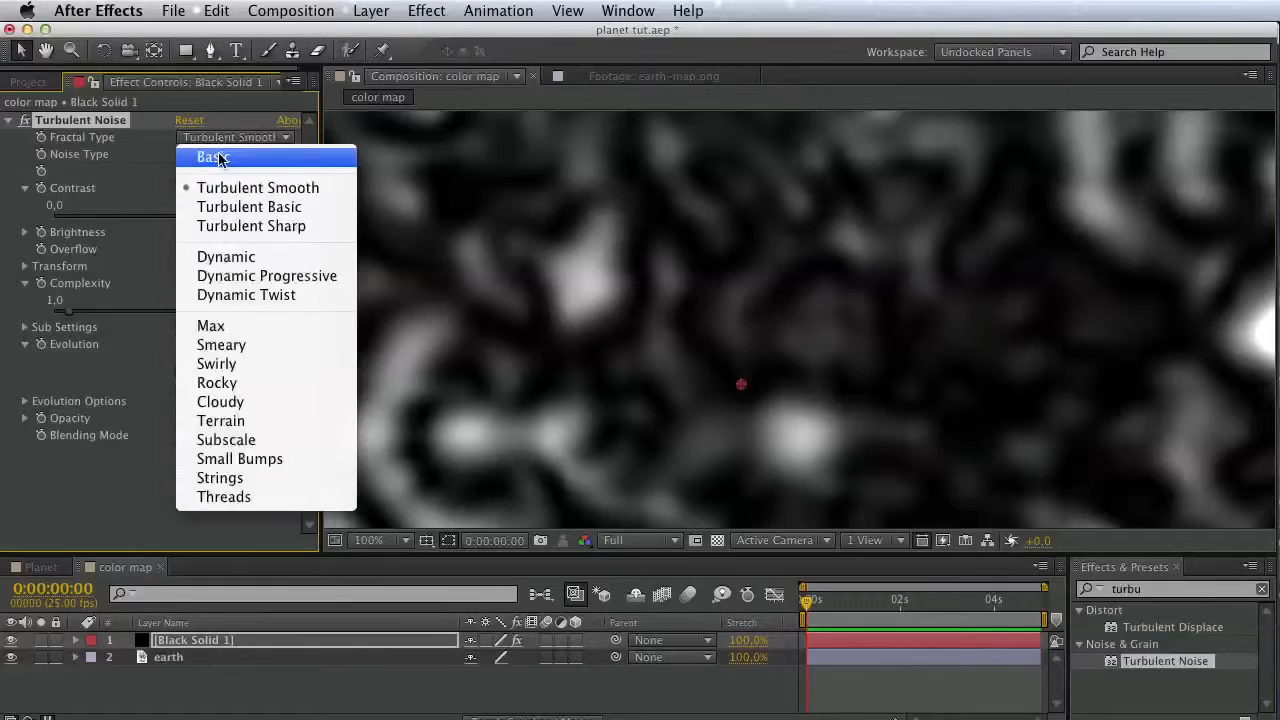 After Effects File Edit Composition Layer Effect Animation View Window Help
planet tut.aep *
Workspace: Undocked Panels Search Help
Project Effect Controls: Black Solid 1 Composition: color map Footage: earth-map.png
color map • Black Solid 1 color map
fx Turbulent Noise Reset Abou
Fractal Type Turbulent Smooth
Noise Type
Basic
Contrast
Turbulent Smooth
0,0
Turbulent Basic
Turbulent Sharp
Brightness
Overflow
Dynamic
Transform
Dynamic Progressive
Complexity
Dynamic Twist
1,0
Max
Sub Settings
Smeary
Evolution
Swirly
Rocky
Cloudy
Evolution Options
Terrain
Opacity
Subscale
Blending Mode
Small Bumps
Strings
Threads
100% 0:00:00:00 Full Active Camera 1 View +0,0
Planet color map Effects & Presets
0:00:00:00
00000 (25.00 fps)
turbu
02s 04s
Distort
# Layer Name Parent Stretch
Turbulent Displace
1 [Black Solid 1] fx None 100,0%
Noise & Grain
2 earth None 100,0%
Turbulent Noise